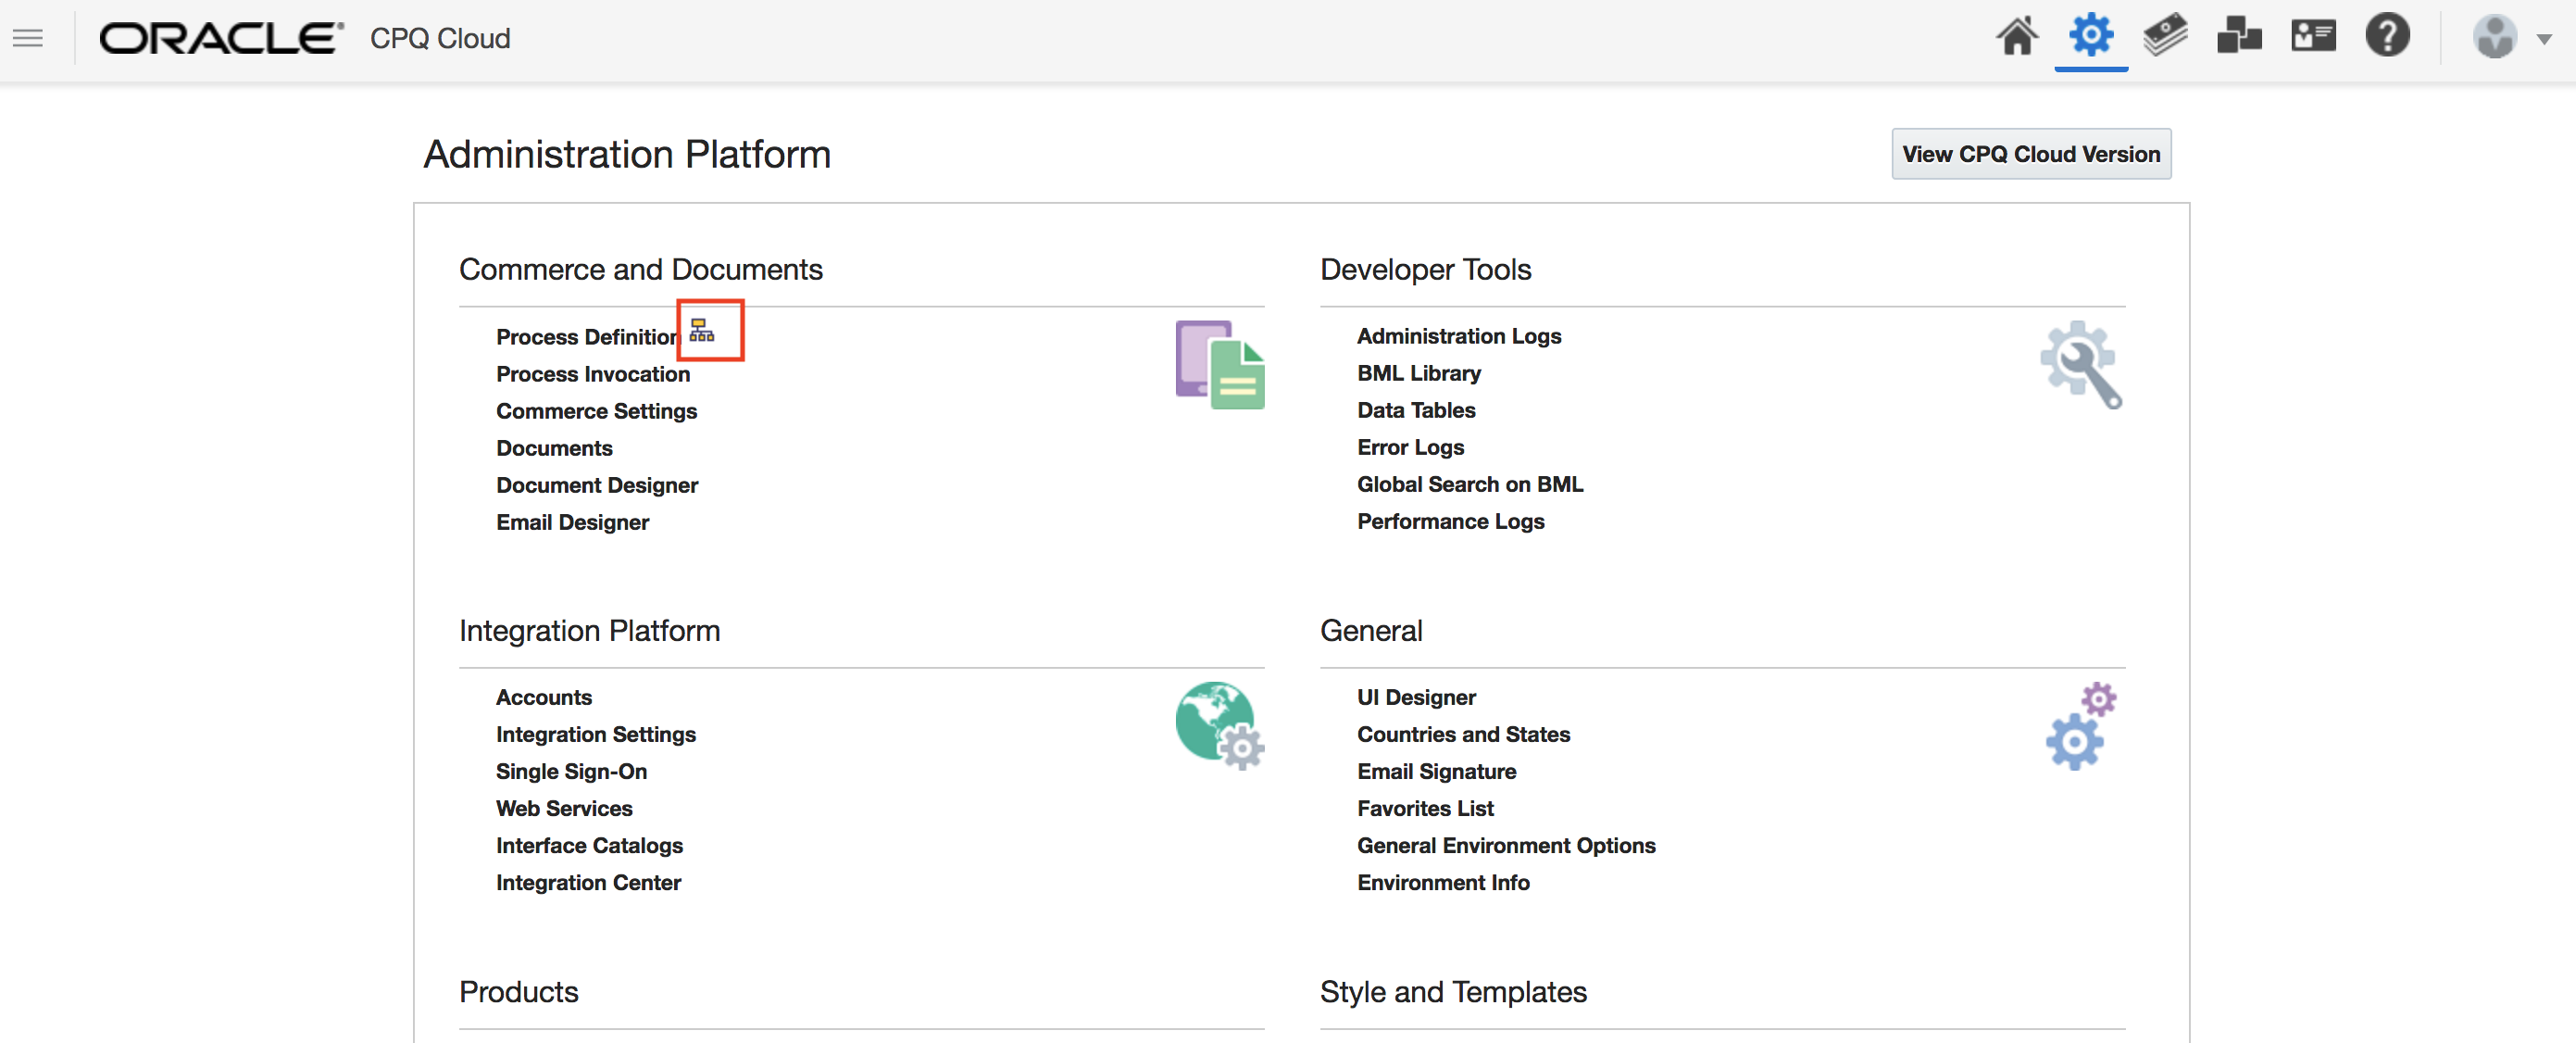 ORACLE® CPQ Cloud
Administration Platform
View CPQ Cloud Version
Commerce and Documents
Process Definition
Process Invocation
Commerce Settings
Documents
Document Designer
Email Designer
Developer Tools
Administration Logs
BML Library
Data Tables
Error Logs
Global Search on BML
Performance Logs
Integration Platform
Accounts
Integration Settings
Single Sign-On
Web Services
Interface Catalogs
Integration Center
General
UI Designer
Countries and States
Email Signature
Favorites List
General Environment Options
Environment Info
Products
Style and Templates